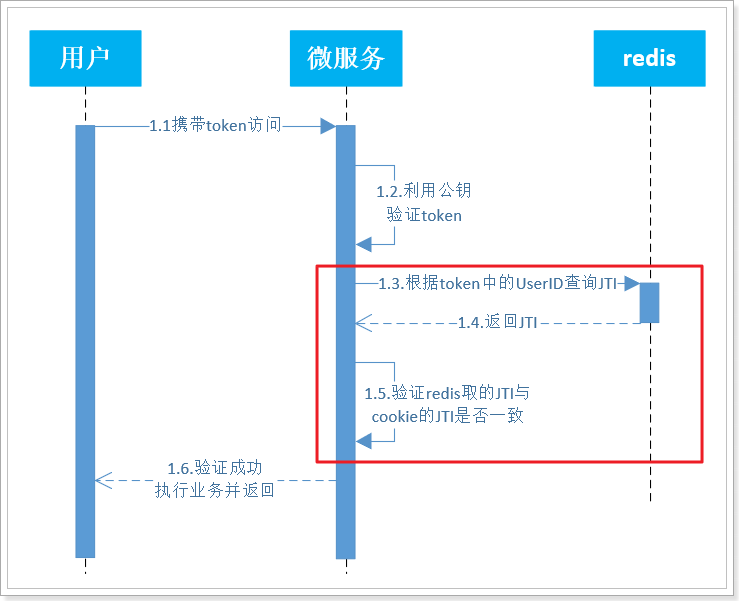 用户
微服务
redis
1.1携带token访问
1.2.利用公钥
验证token
1.3.根据token中的UserID查询JTI
1.4.返回JTI
1.5.验证redis取的JTI与
cookie的JTI是否一致
1.6.验证成功
执行业务并返回